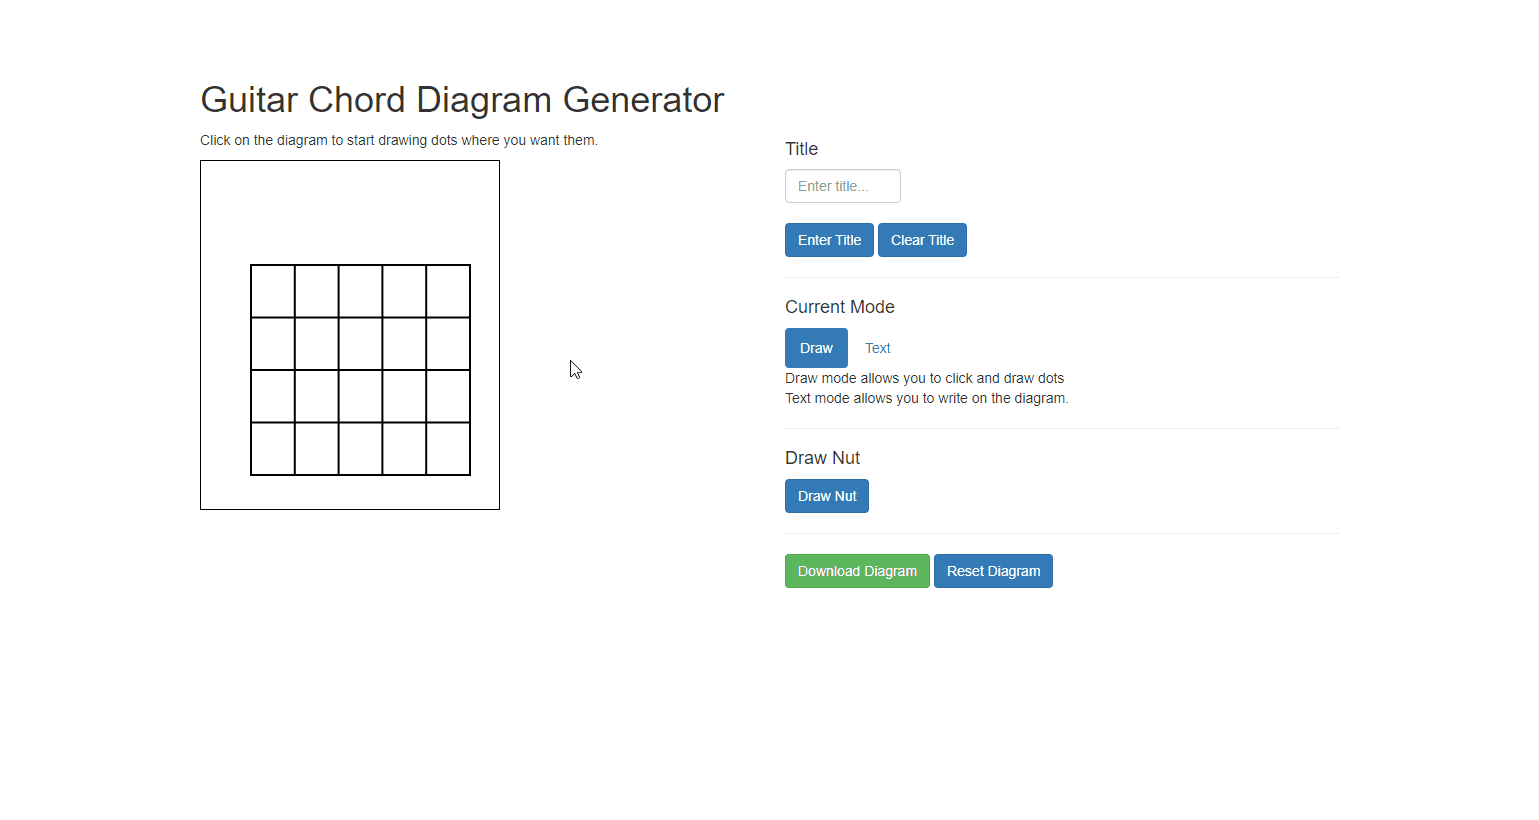 Guitar Chord Diagram Generator
Click on the diagram to start drawing dots where you want them.
Title
Enter title...
Enter Title Clear Title
Current Mode
Draw Text
Draw mode allows you to click and draw dots
Text mode allows you to write on the diagram.
Draw Nut
Draw Nut
Download Diagram Reset Diagram